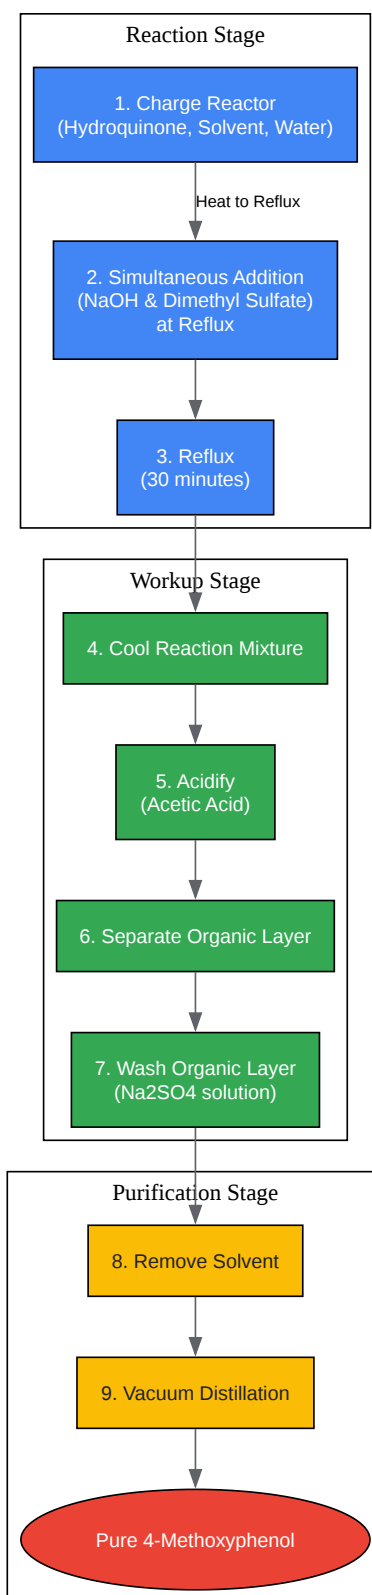 Reaction Stage
1. Charge Reactor
(Hydroquinone, Solvent, Water)
Heat to Reflux
2. Simultaneous Addition
(NaOH & Dimethyl Sulfate)
at Reflux
3. Reflux
(30 minutes)
Workup Stage
4. Cool Reaction Mixture
5. Acidify
(Acetic Acid)
6. Separate Organic Layer
7. Wash Organic Layer
(Na2SO4 solution)
Purification Stage
8. Remove Solvent
9. Vacuum Distillation
Pure 4-Methoxyphenol